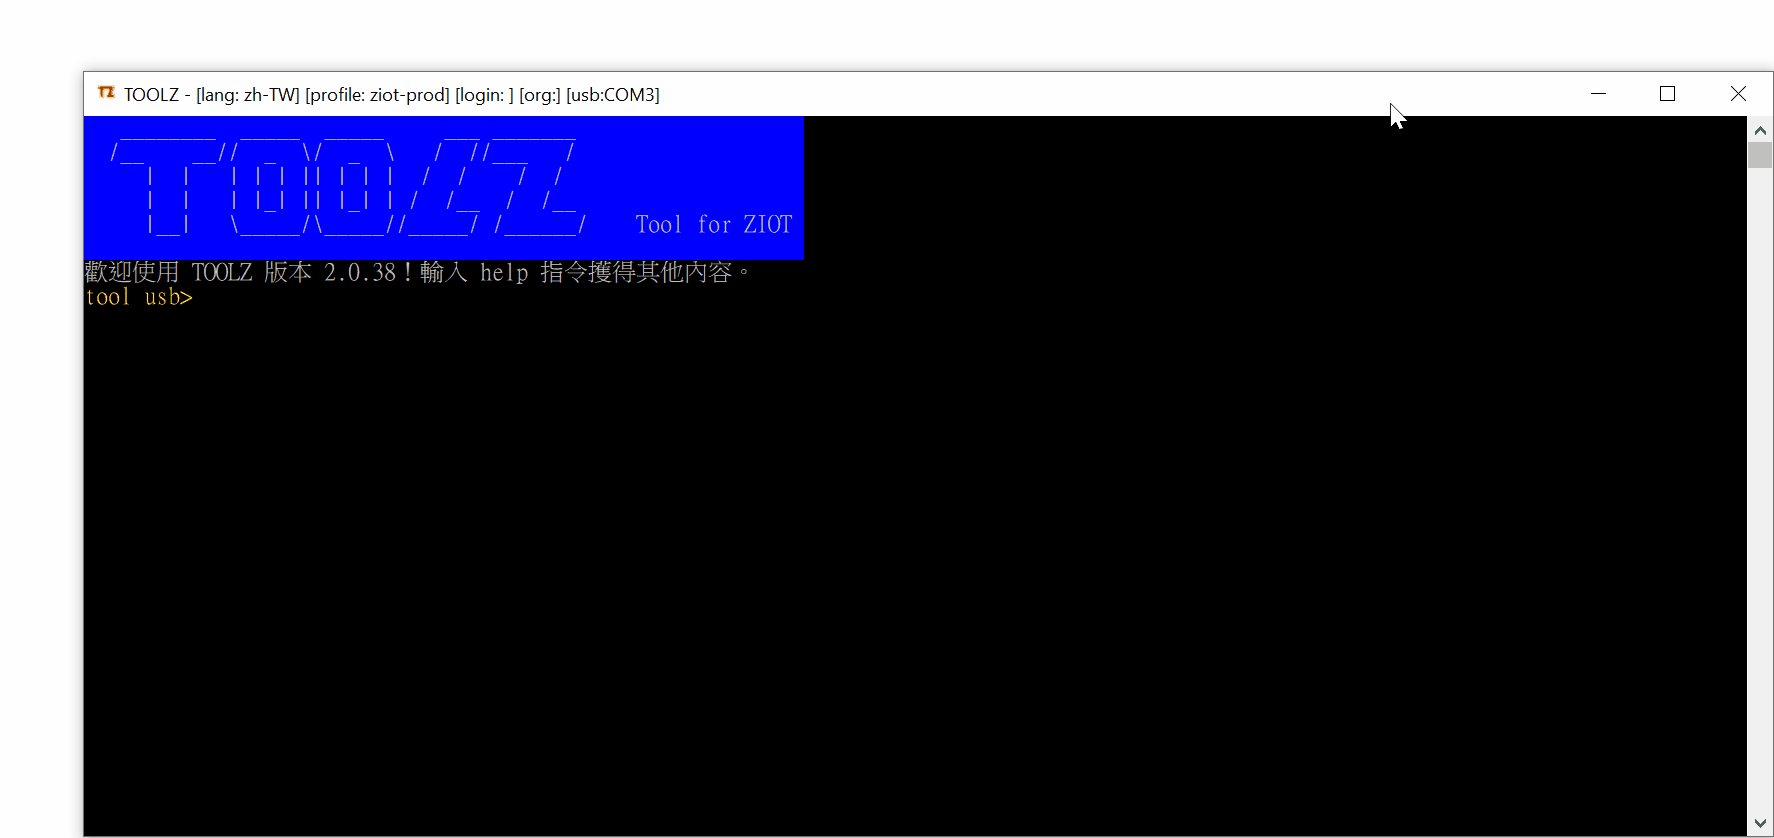 TOOLZ - [lang: zh-TW] [profile: ziot-prod] [login: ] [org:] [usb:COM3]
TOOLZ
Tool for ZIOT
歡迎使用 TOOLZ 版本 2.0.38！輸入 help 指令獲得其他內容。
tool usb>